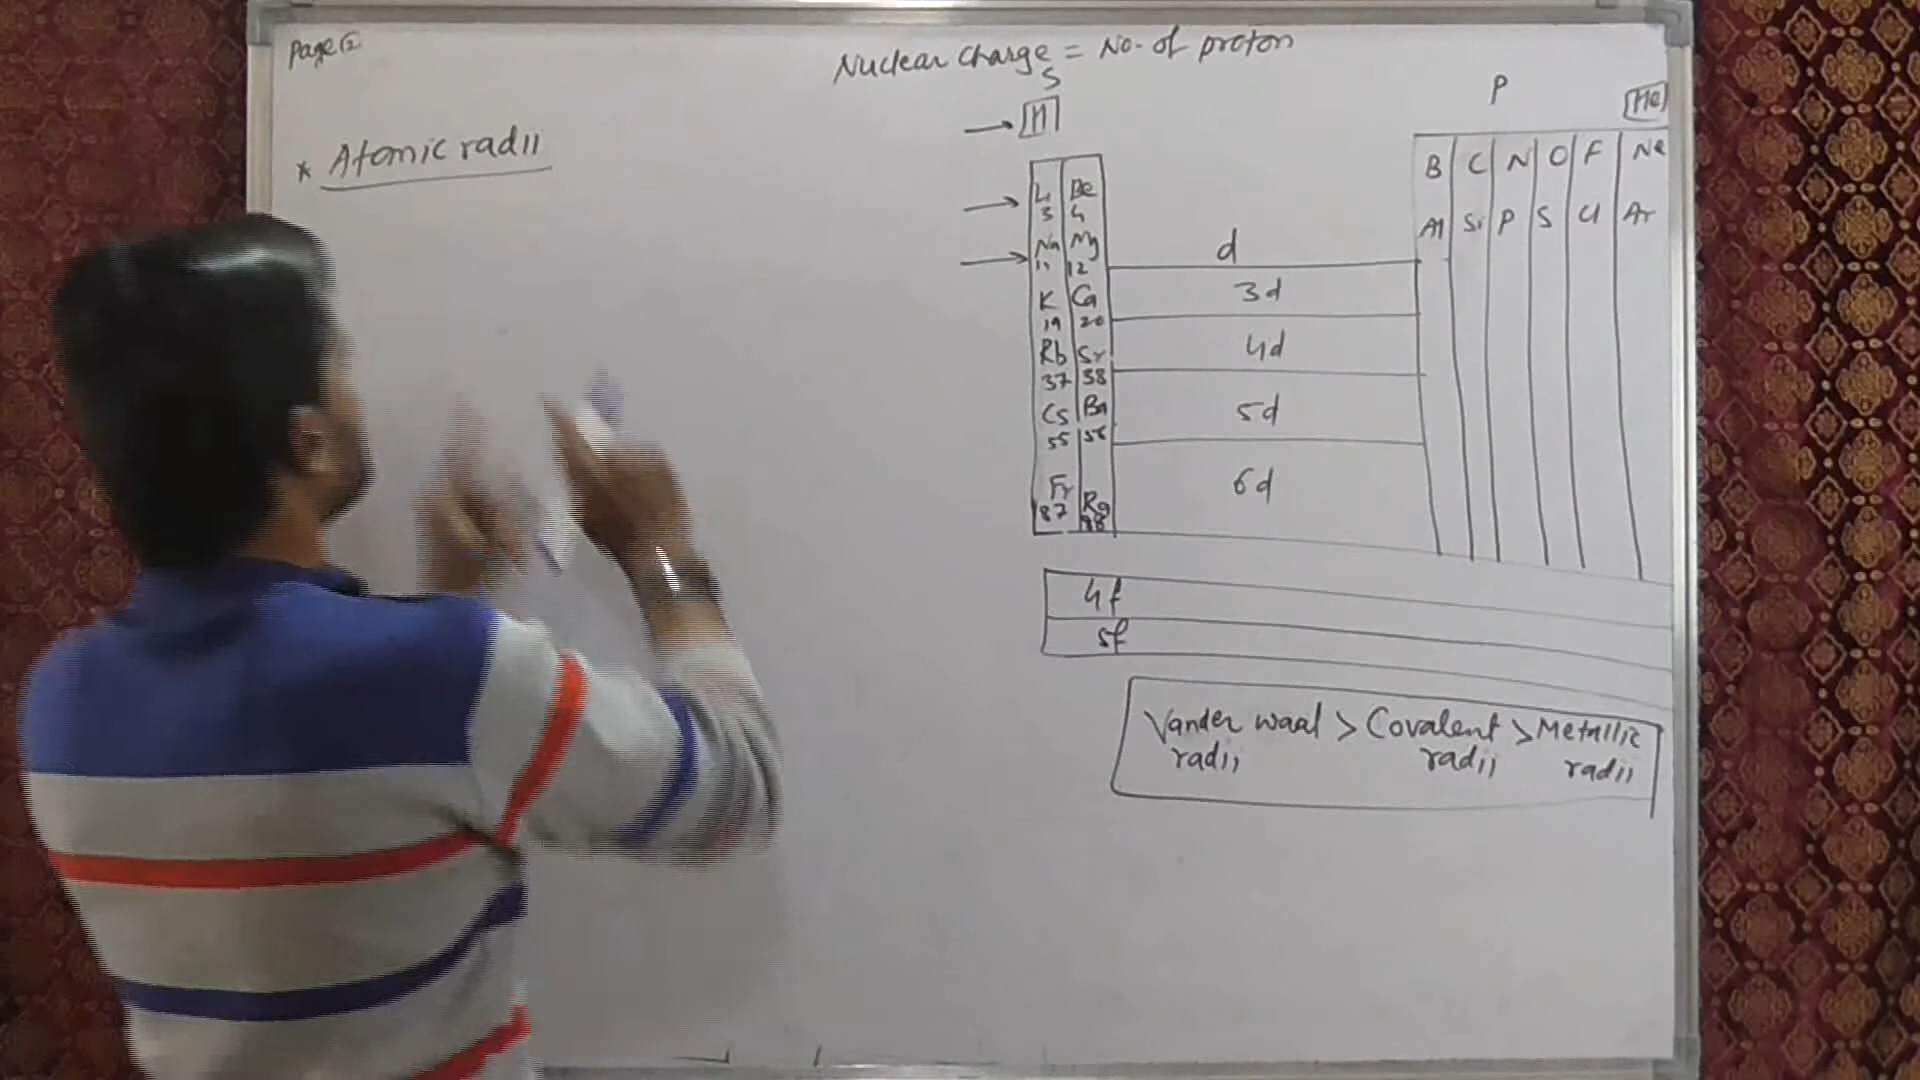 Page 2
Nuclear charge = No. of proton
* Atomic radii
S
P
H
He
Li Be
3 4
Na Mg
11 12
K Ca
19 20
Rb Sr
37 38
Cs Ba
55 56
Fr Ra
87 88
d
3d
4d
5d
6d
B C N O F Ne
Al Si P S Cl Ar
4f
5f
Vander waal > Covalent > Metallic
radii radii radii